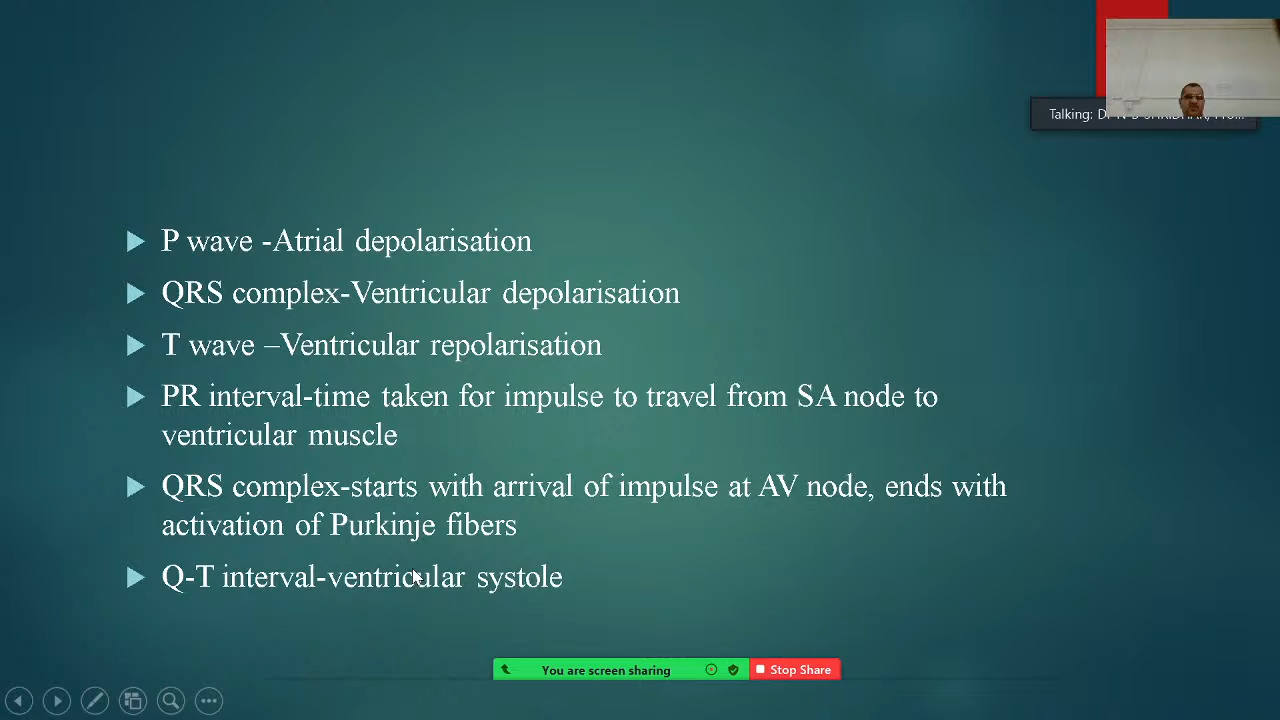 Talking: D
P wave -Atrial depolarisation
QRS complex-Ventricular depolarisation
T wave –Ventricular repolarisation
PR interval-time taken for impulse to travel from SA node to
ventricular muscle
QRS complex-starts with arrival of impulse at AV node, ends with
activation of Purkinje fibers
Q-T interval-ventricular systole
You are screen sharing
Stop Share